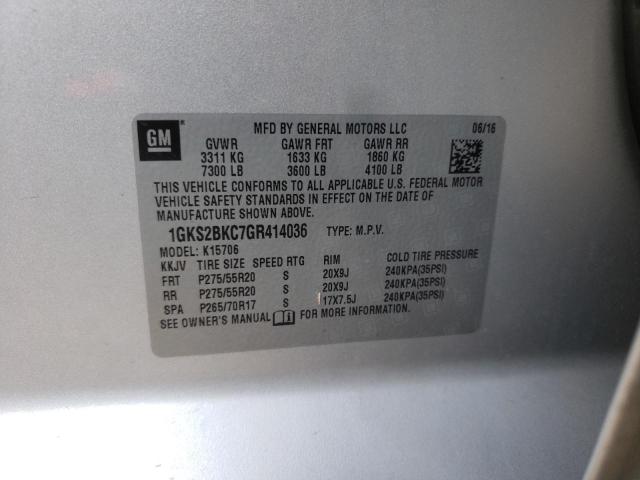 GM
MFD BY GENERAL MOTORS LLC 06/16
GVWR GAWR FRT GAWR RR
3311 KG 1633 KG 1860 KG
7300 LB 3600 LB 4100 LB
THIS VEHICLE CONFORMS TO ALL APPLICABLE U.S. FEDERAL MOTOR
VEHICLE SAFETY STANDARDS IN EFFECT ON THE DATE OF
MANUFACTURE SHOWN ABOVE.
1GKS2BKC7GR414036 TYPE: M.P.V.
MODEL: K15706
KKJV TIRE SIZE SPEED RTG RIM COLD TIRE PRESSURE
FRT P275/55R20 S 20X9J 240KPA(35PSI)
RR P275/55R20 S 20X9J 240KPA(35PSI)
SPA P265/70R17 S 17X7.5J 240KPA(35PSI)
SEE OWNER'S MANUAL FOR MORE INFORMATION.